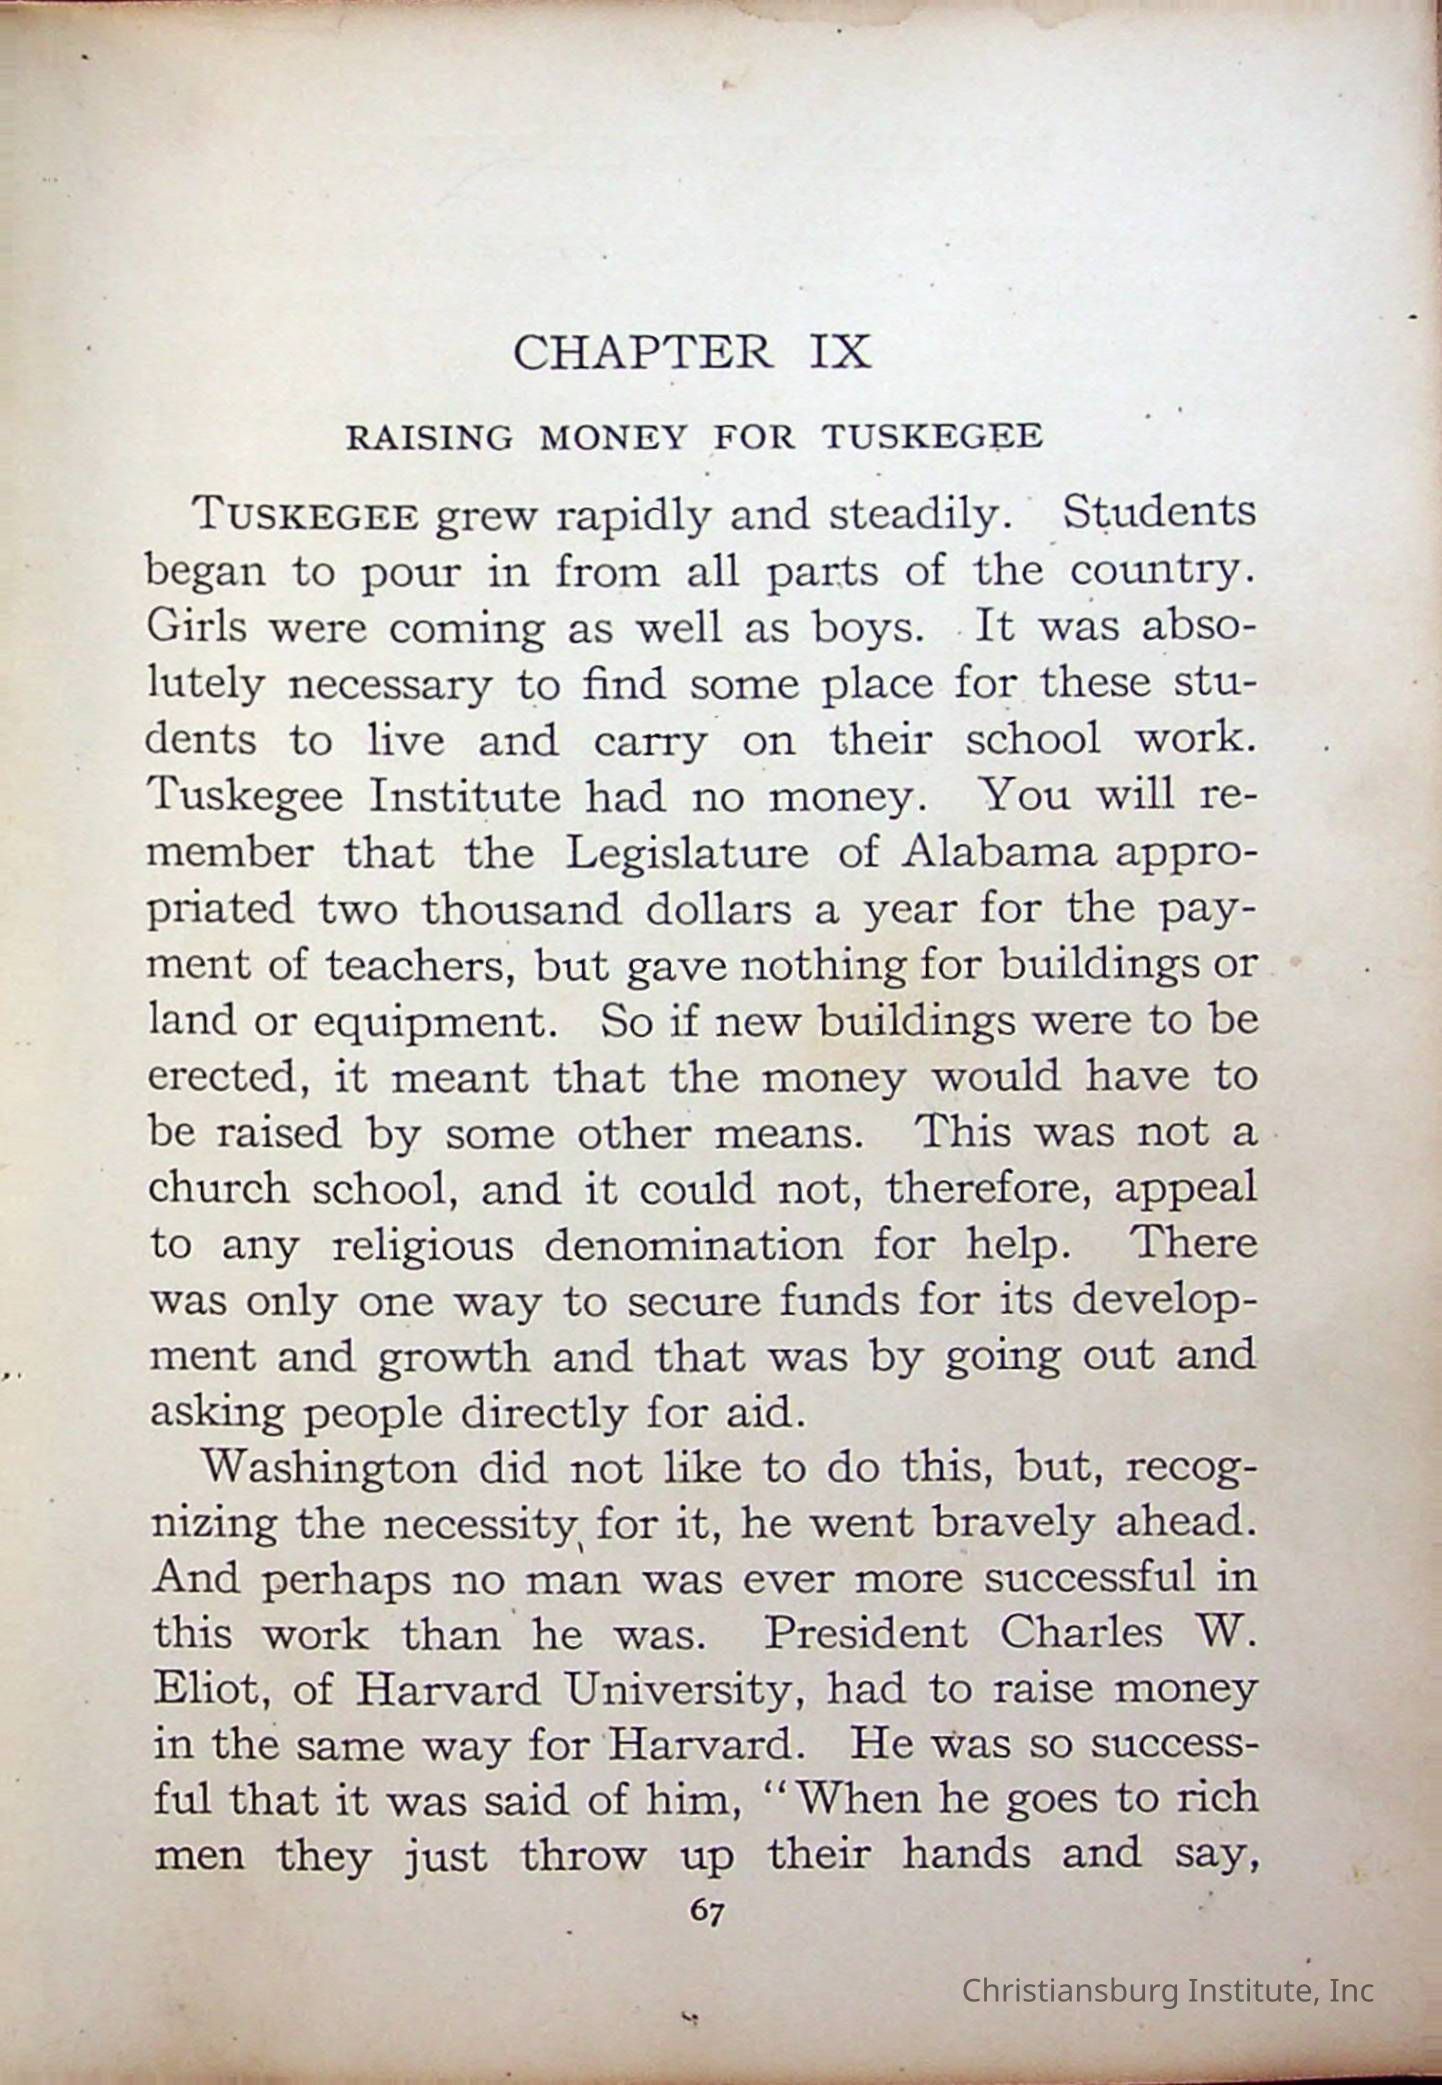 CHAPTER IX
RAISING MONEY FOR TUSKEGEE
TUSKEGEE grew rapidly and steadily. Students
began to pour in from all parts of the country.
Girls were coming as well as boys. It was abso-
lutely necessary to find some place for these stu-
dents to live and carry on their school work.
Tuskegee Institute had no money. You will re-
member that the Legislature of Alabama appro-
priated two thousand dollars a year for the pay-
ment of teachers, but gave nothing for buildings or
land or equipment. So if new buildings were to be
erected, it meant that the money would have to
be raised by some other means. This was not a
church school, and it could not, therefore, appeal
to any religious denomination for help. There
was only one way to secure funds for its develop-
ment and growth and that was by going out and
asking people directly for aid.
Washington did not like to do this, but, recog-
nizing the necessity for it, he went bravely ahead.
And perhaps no man was ever more successful in
this work than he was. President Charles W.
Eliot, of Harvard University, had to raise money
in the same way for Harvard. He was so success-
ful that it was said of him, “When he goes to rich
men they just throw up their hands and say,
67
Christiansburg Institute, Inc